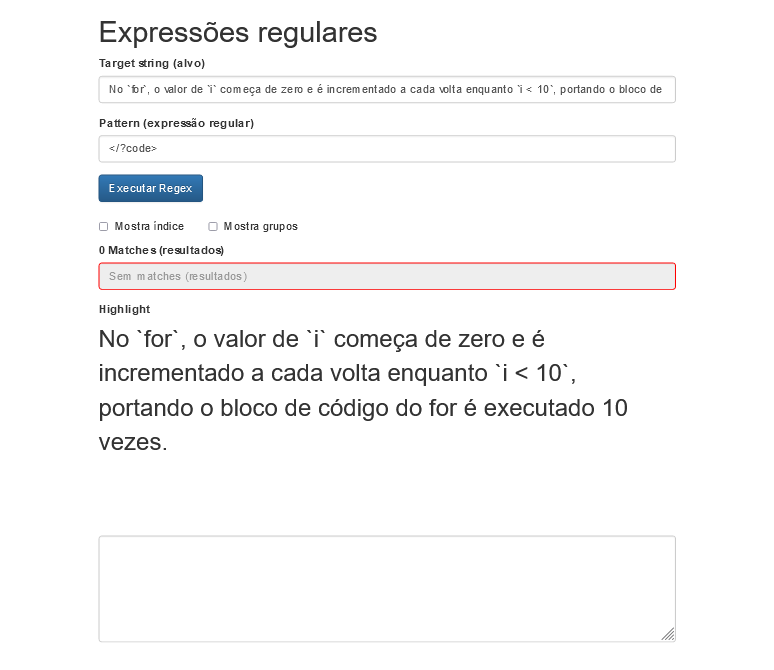 Expressões regulares
Target string (alvo)
No `for`, o valor de `i` começa de zero e é incrementado a cada volta enquanto `i < 10`, portando o bloco de
Pattern (expressão regular)
</?code>
Executar Regex
Mostra índice Mostra grupos
0 Matches (resultados)
Sem matches (resultados)
Highlight
No `for`, o valor de `i` começa de zero e é
incrementado a cada volta enquanto `i < 10`,
portando o bloco de código do for é executado 10
vezes.